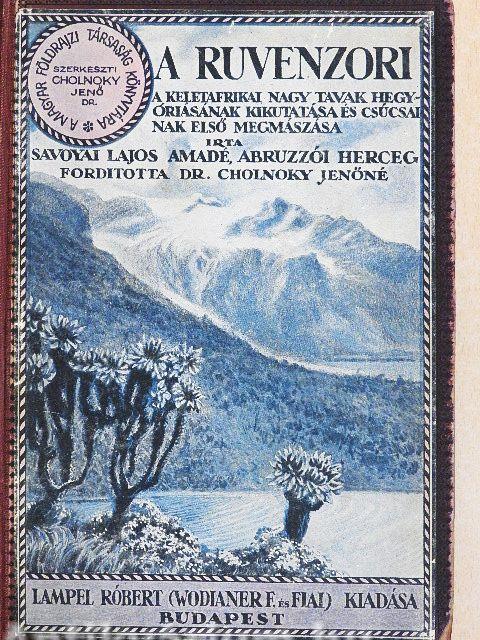 A MAGYAR FÖLDRAJZI TÁRSASÁG KÖNYVTÁRA
SZERKESZTI
CHOLNOKY
JENŐ
DR.
A RUVENZORI
A KELETAFRIKAI NAGY TAVAK HEGY-
ÓRIÁSÁNAK KIKUTATÁSA ÉS CSÚCSAI
NAK ELSŐ MEGMÁSZÁSA
IRTA
SAVOYAI LAJOS AMADÉ, ABRUZZÓI HERCEG
FORDITOTTA DR. CHOLNOKY JENŐNÉ
LAMPEL RÓBERT (WODIANER F. ÉS FIAI) KIADÁSA
BUDAPEST